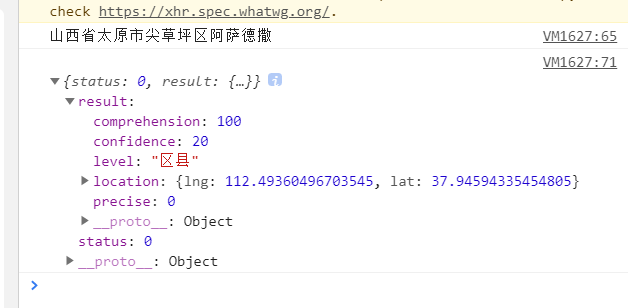 check https://xhr.spec.whatwg.org/.
山西省太原市尖草坪区阿萨德撒 VM1627:65
VM1627:71
{status: 0, result: {…}} i
result:
comprehension: 100
confidence: 20
level: "区县"
location: {lng: 112.49360496703545, lat: 37.94594335454805}
precise: 0
__proto__: Object
status: 0
__proto__: Object